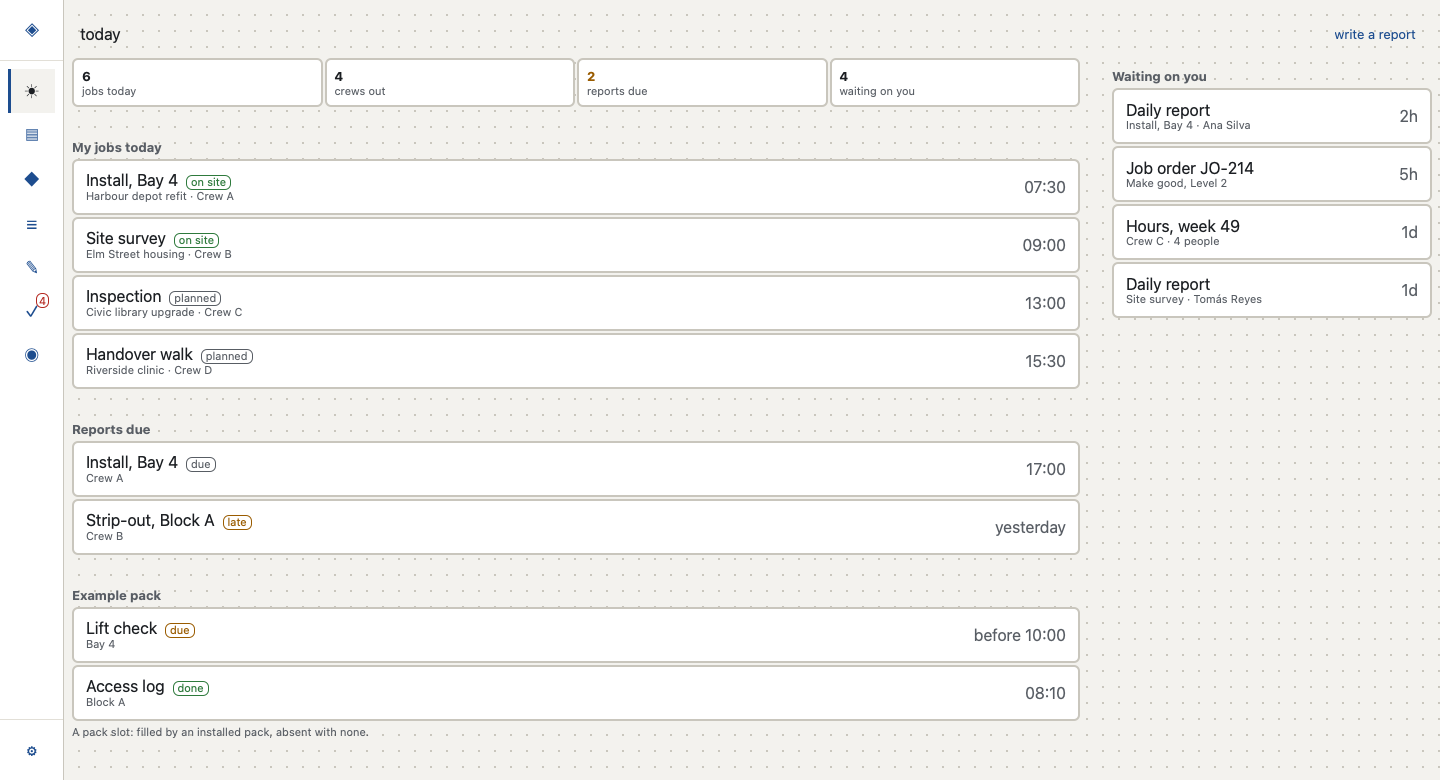 today
write a report
6
jobs today
4
crews out
2
reports due
4
waiting on you
My jobs today
Install, Bay 4 on site
Harbour depot refit · Crew A
07:30
Site survey on site
Elm Street housing · Crew B
09:00
Inspection planned
Civic library upgrade · Crew C
13:00
Handover walk planned
Riverside clinic · Crew D
15:30
Reports due
Install, Bay 4 due
Crew A
17:00
Strip-out, Block A late
Crew B
yesterday
Example pack
Lift check due
Bay 4
before 10:00
Access log done
Block A
08:10
A pack slot: filled by an installed pack, absent with none.
Waiting on you
Daily report
Install, Bay 4 · Ana Silva
2h
Job order JO-214
Make good, Level 2
5h
Hours, week 49
Crew C · 4 people
1d
Daily report
Site survey · Tomás Reyes
1d
4